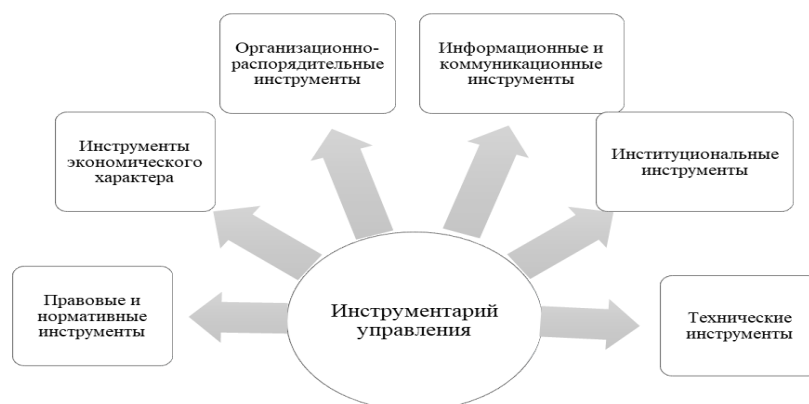 Организационно-
распорядительные
инструменты
Информационные и
коммуникационные
инструменты
Инструменты
экономического
характера
Институциональные
инструменты
Правовые и
нормативные
инструменты
Инструментарий
управления
Технические
инструменты